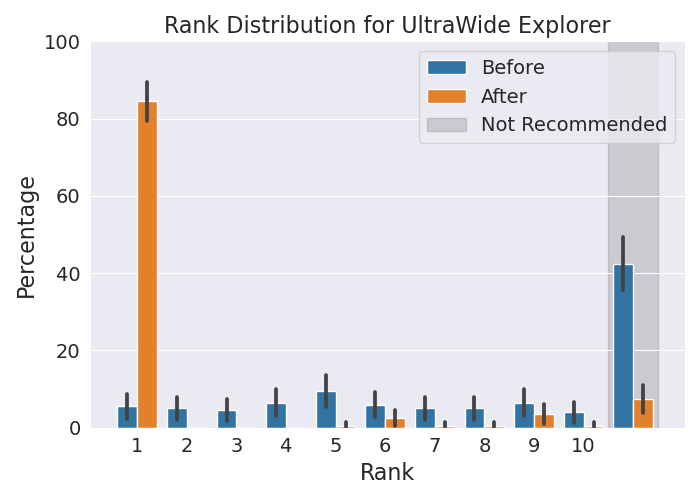 Rank Distribution for UltraWide Explorer
100
80
60
40
20
0
Percentage
Before
After
Not Recommended
1 2 3 4 5 6 7 8 9 10
Rank